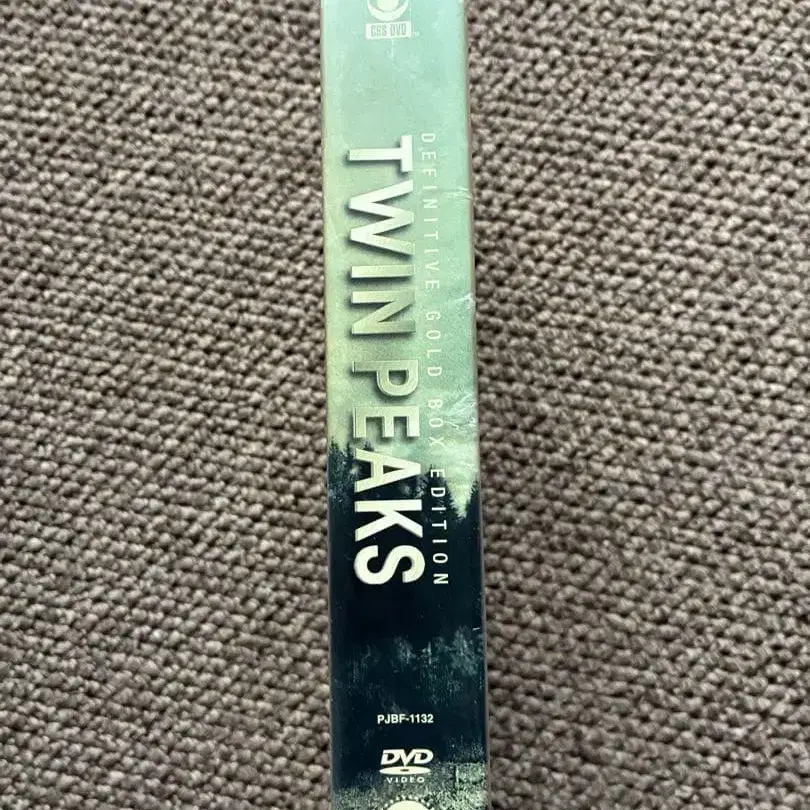 CBS DVD
DEFINITIVE GOLD BOX EDITION
TWIN PEAKS
PJBF-1132
DVD
VIDEO